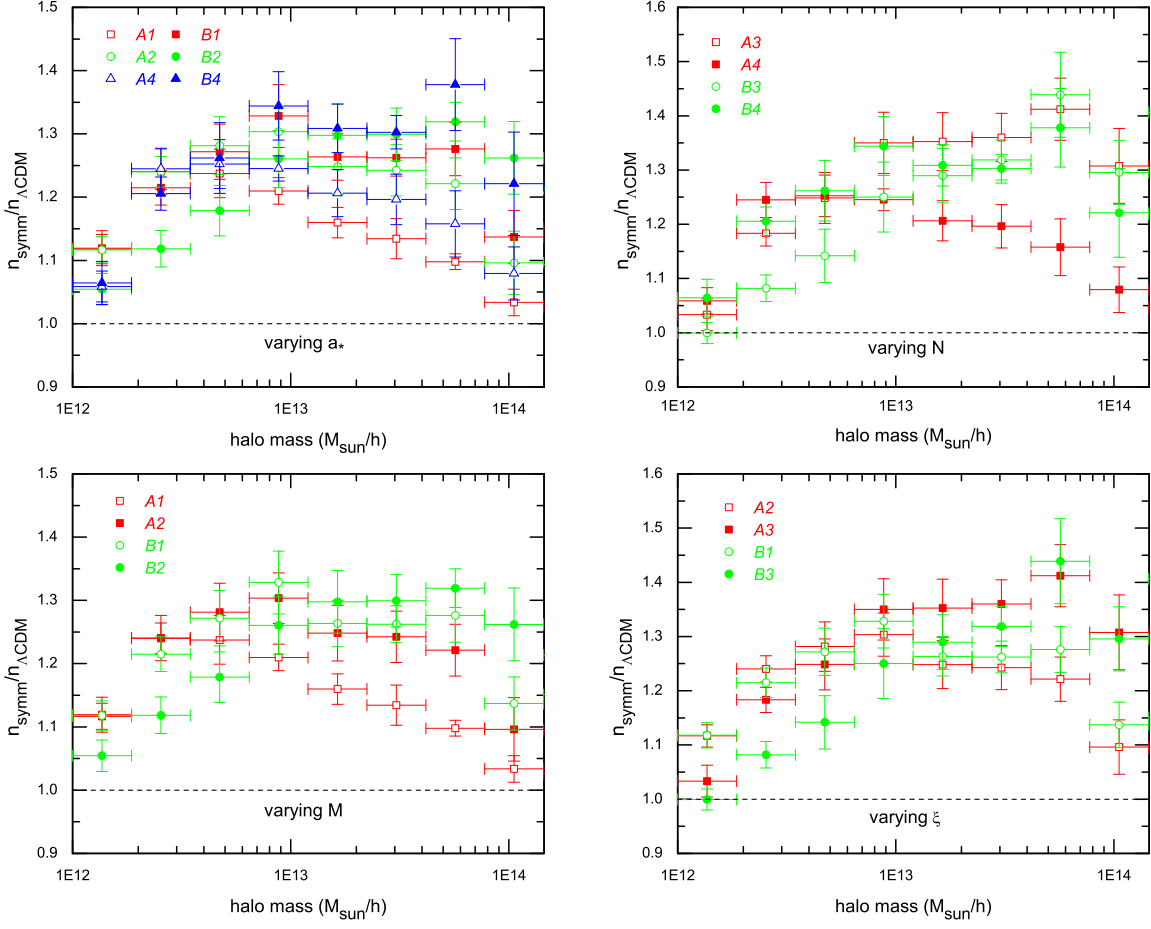 1.5
1.4
1.3
1.2
1.1
1.0
0.9
n_symm/n_ΛCDM
A1 B1
A2 B2
A4 B4
varying a*
1E12 1E13 1E14
halo mass (M_sun/h)
1.6
1.5
1.4
1.3
1.2
1.1
1.0
0.9
n_symm/n_ΛCDM
A3
A4
B3
B4
varying N
1E12 1E13 1E14
halo mass (M_sun/h)
1.5
1.4
1.3
1.2
1.1
1.0
0.9
n_symm/n_ΛCDM
A1
A2
B1
B2
varying M
1E12 1E13 1E14
halo mass (M_sun/h)
1.6
1.5
1.4
1.3
1.2
1.1
1.0
0.9
n_symm/n_ΛCDM
A2
A3
B1
B3
varying ξ
1E12 1E13 1E14
halo mass (M_sun/h)